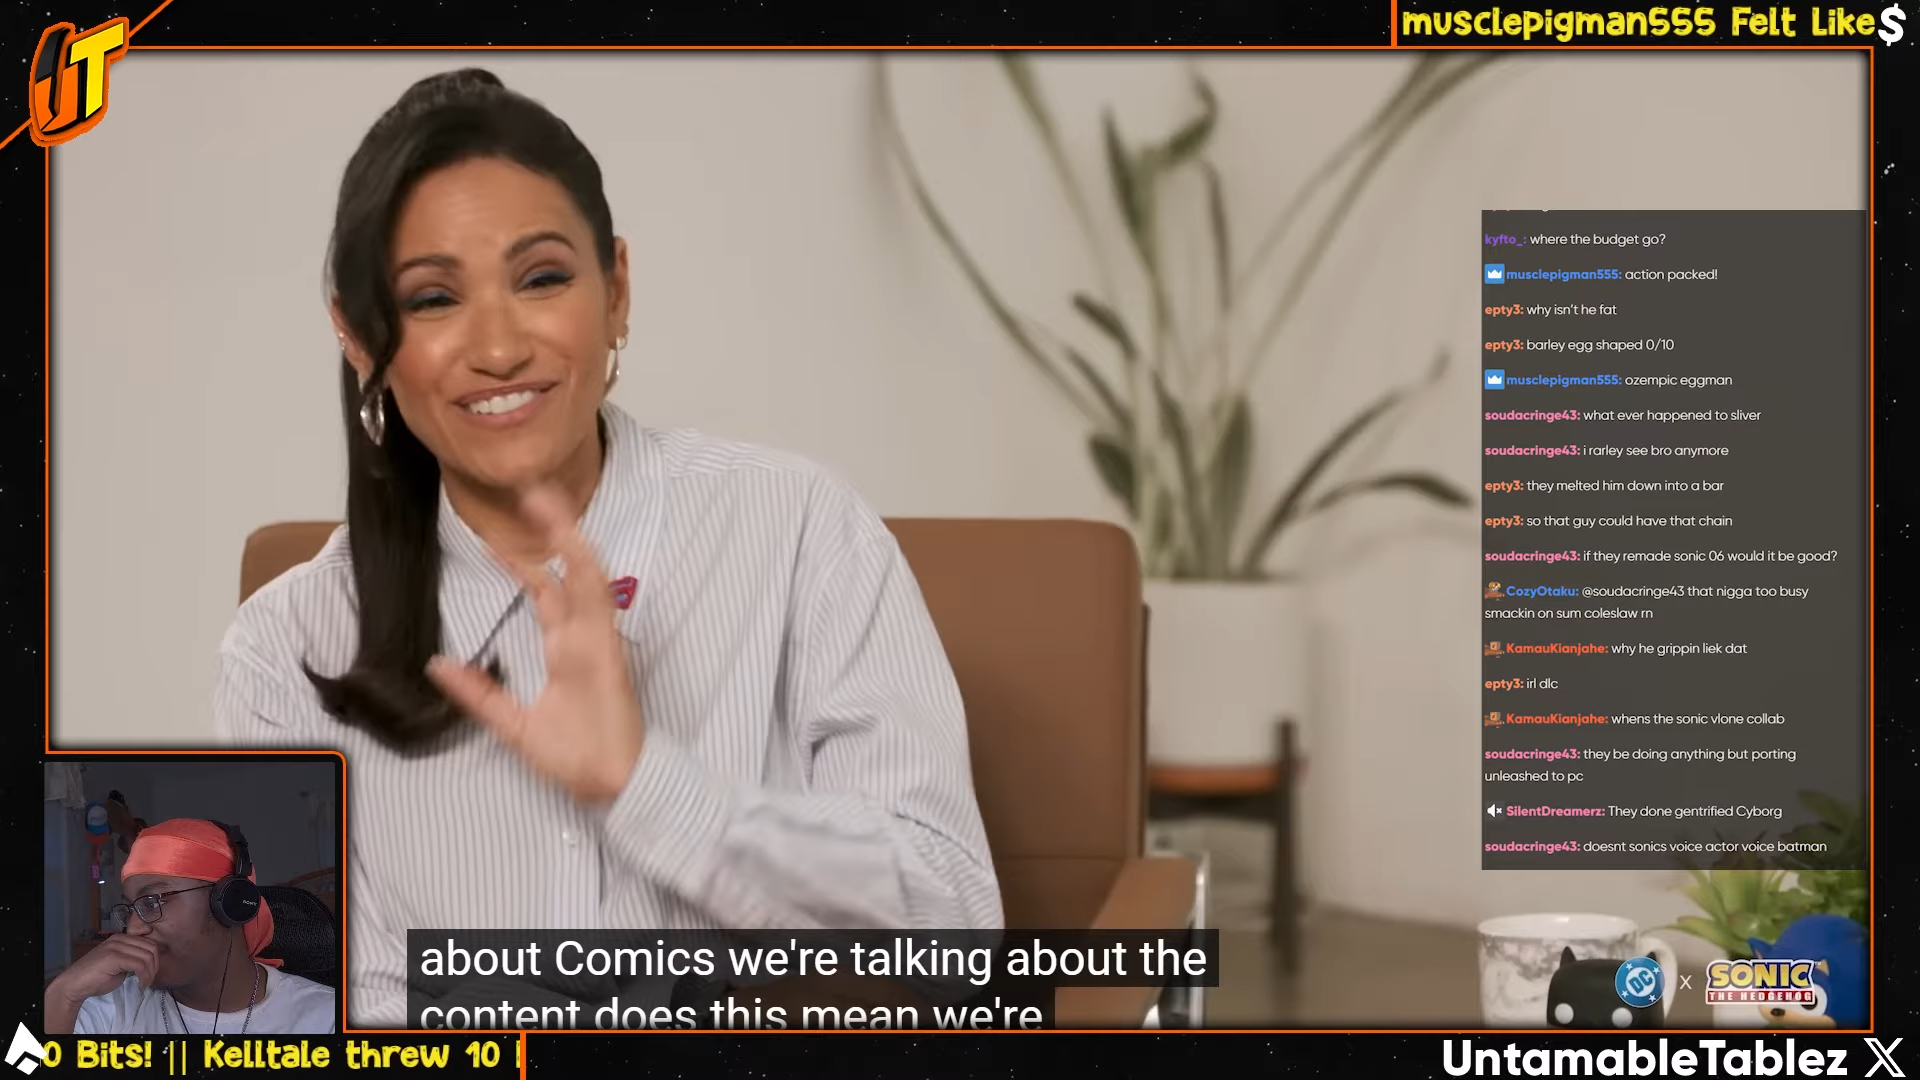 musclepigman555 Felt Like $
UT
kyfto_: where the budget go?
musclepigman555: action packed!
epty3: why isn't he fat
epty3: barley egg shaped 0/10
musclepigman555: ozempic eggman
soudacringe43: what ever happened to sliver
soudacringe43: i rarley see bro anymore
epty3: they melted him down into a bar
epty3: so that guy could have that chain
soudacringe43: if they remade sonic 06 would it be good?
CozyOtaku: @soudacringe43 that nigga too busy
smackin on sum coleslaw rn
KamauKianjahe: why he grippin liek dat
epty3: irl dlc
KamauKianjahe: whens the sonic vlone collab
soudacringe43: they be doing anything but porting
unleashed to pc
SilentDreamerz: They done gentrified Cyborg
soudacringe43: doesnt sonics voice actor voice batman
about Comics we're talking about the
content does this mean we're
DC X SONIC
THE HEDGEHOG
SONY
0 Bits! || Kelltale threw 10
UntamableTablez X